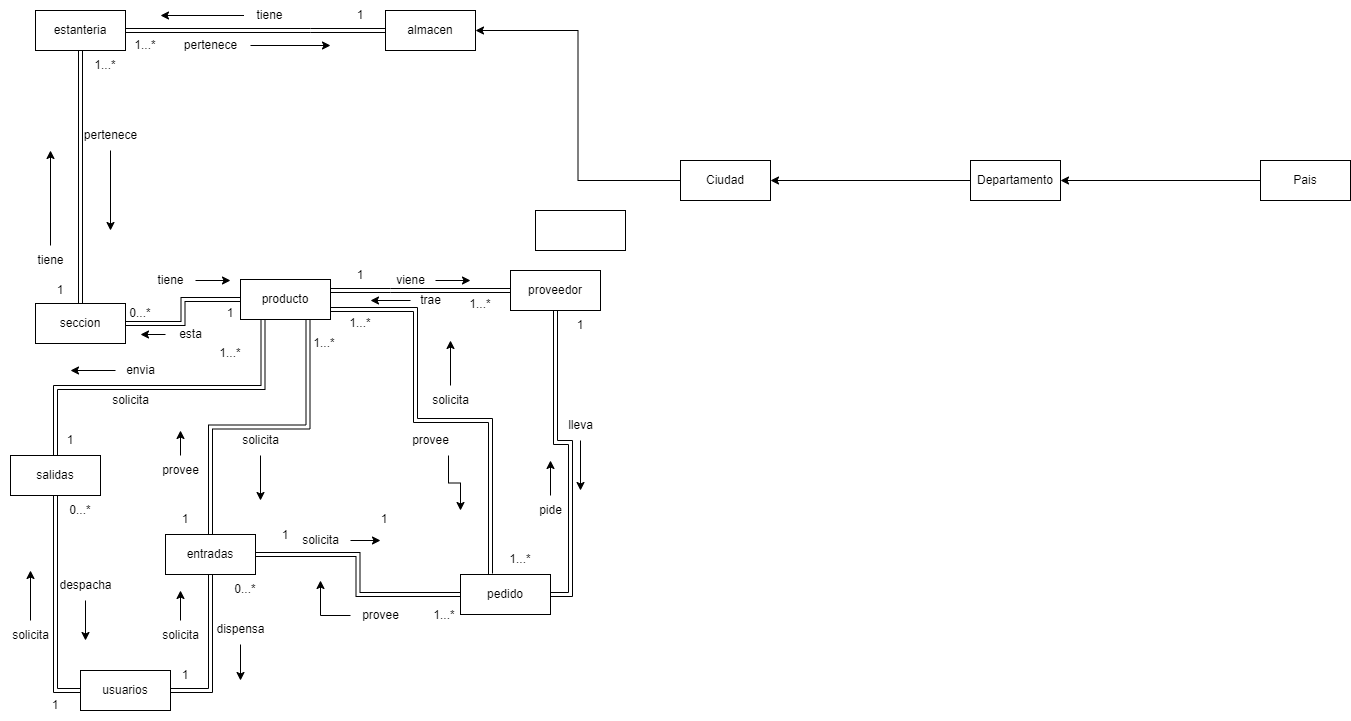 tiene
1
estanteria
almacen
1...*
pertenece
1...*
pertenece
Ciudad
Departamento
Pais
tiene
tiene
1
viene
1
producto
proveedor
trae
1...*
0...*
1
seccion
1...*
1
esta
1...*
1...*
envia
solicita
solicita
lleva
1
solicita
provee
provee
salidas
0...*
pide
1
1
1
solicita
entradas
1...*
despacha
0...*
pedido
provee
1...*
dispensa
solicita
solicita
1
usuarios
1